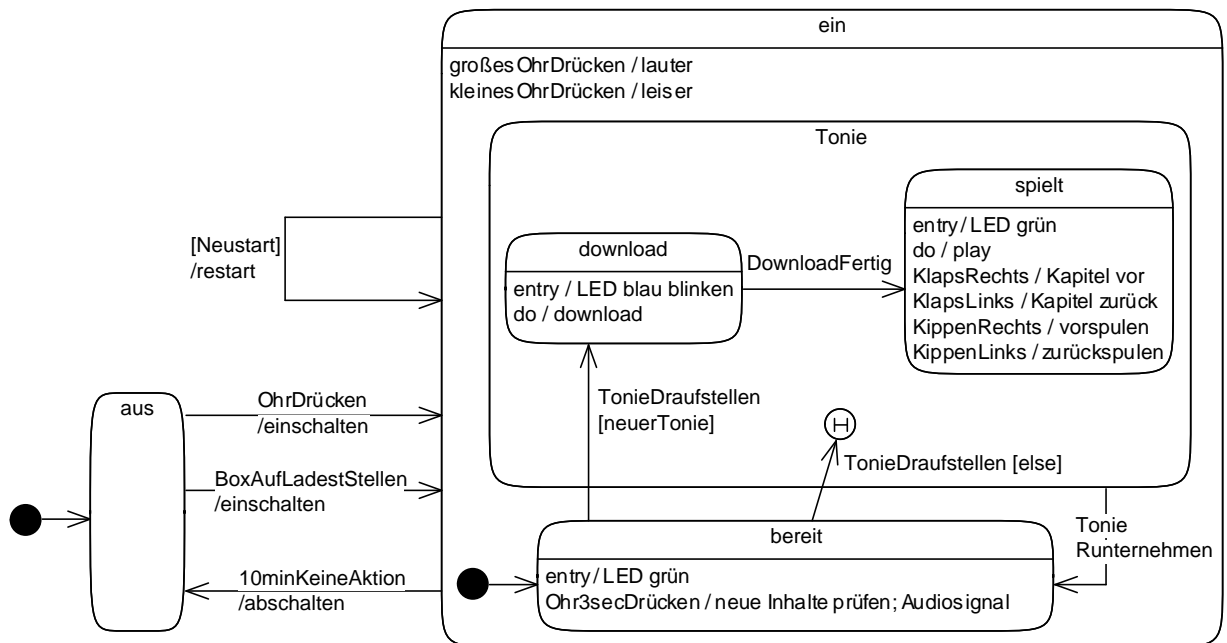 ein
großesOhrDrücken / lauter
kleinesOhrDrücken / leiser
Tonie
spielt
entry/ LED grün
do / play
KlapsRechts / Kapitel vor
KlapsLinks / Kapitel zurück
KippenRechts / vorspulen
KippenLinks / zurückspulen
download
entry / LED blau blinken
do / download
DownloadFertig
[Neustart]
/restart
TonieDraufstellen
[neuerTonie]
H
TonieDraufstellen [else]
aus
OhrDrücken
/einschalten
BoxAufLadestStellen
/einschalten
10minKeineAktion
/abschalten
Tonie
Runternehmen
bereit
entry/ LED grün
Ohr3secDrücken / neue Inhalte prüfen; Audiosignal